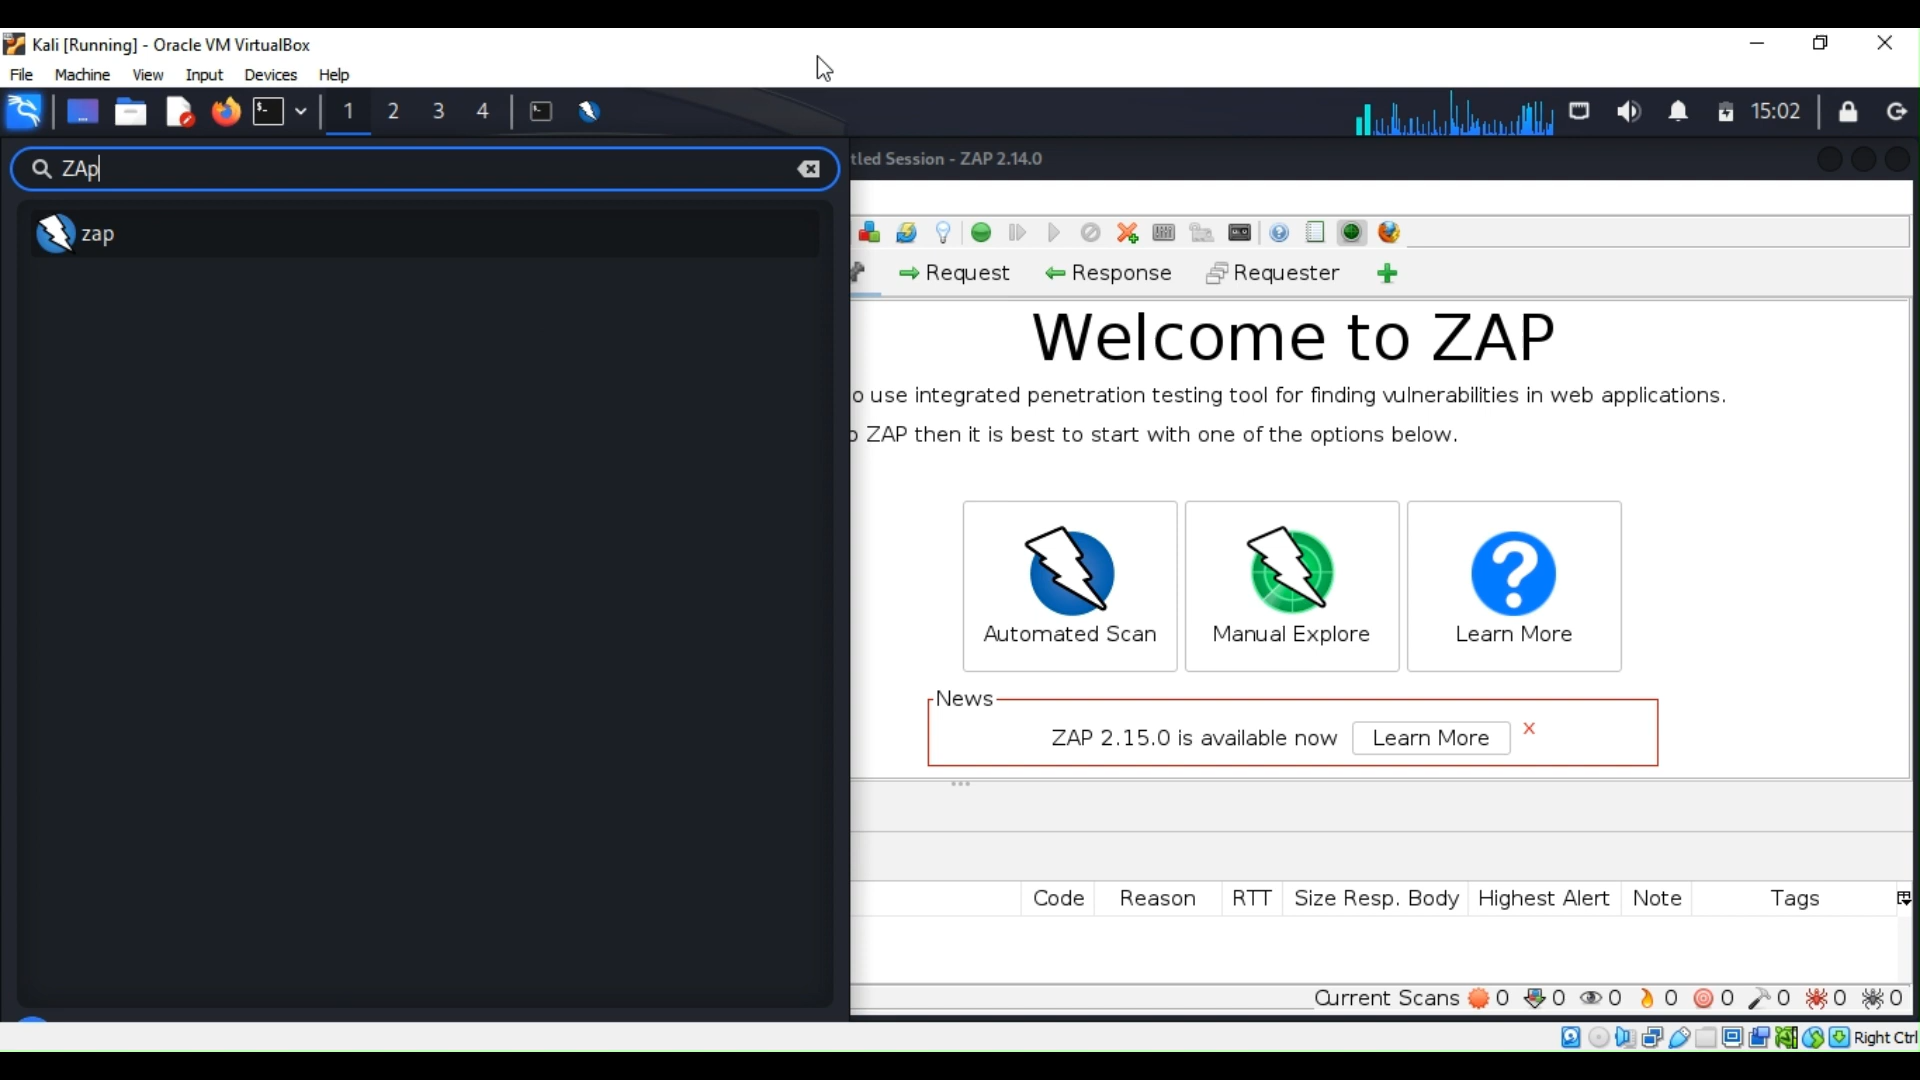 Kali [Running] - Oracle VM VirtualBox
File Machine View Input Devices Help
1 2 3 4 15:02
ZAp
tled Session - ZAP 2.14.0
zap
Request Response Requester
Welcome to ZAP
o use integrated penetration testing tool for finding vulnerabilities in web applications.
o ZAP then it is best to start with one of the options below.
Automated Scan Manual Explore Learn More
News
ZAP 2.15.0 is available now Learn More x
Code Reason RTT Size Resp. Body Highest Alert Note Tags
Current Scans 0 0 0 0 0 0 0 0
Right Ctrl